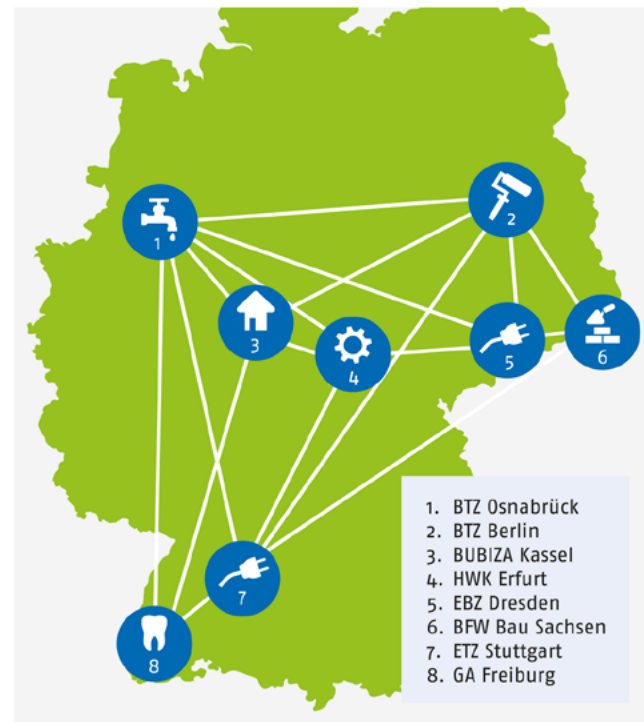 1
2
3
4
5
6
7
8
1. BTZ Osnabrück
2. BTZ Berlin
3. BUBIZA Kassel
4. HWK Erfurt
5. EBZ Dresden
6. BFW Bau Sachsen
7. ETZ Stuttgart
8. GA Freiburg